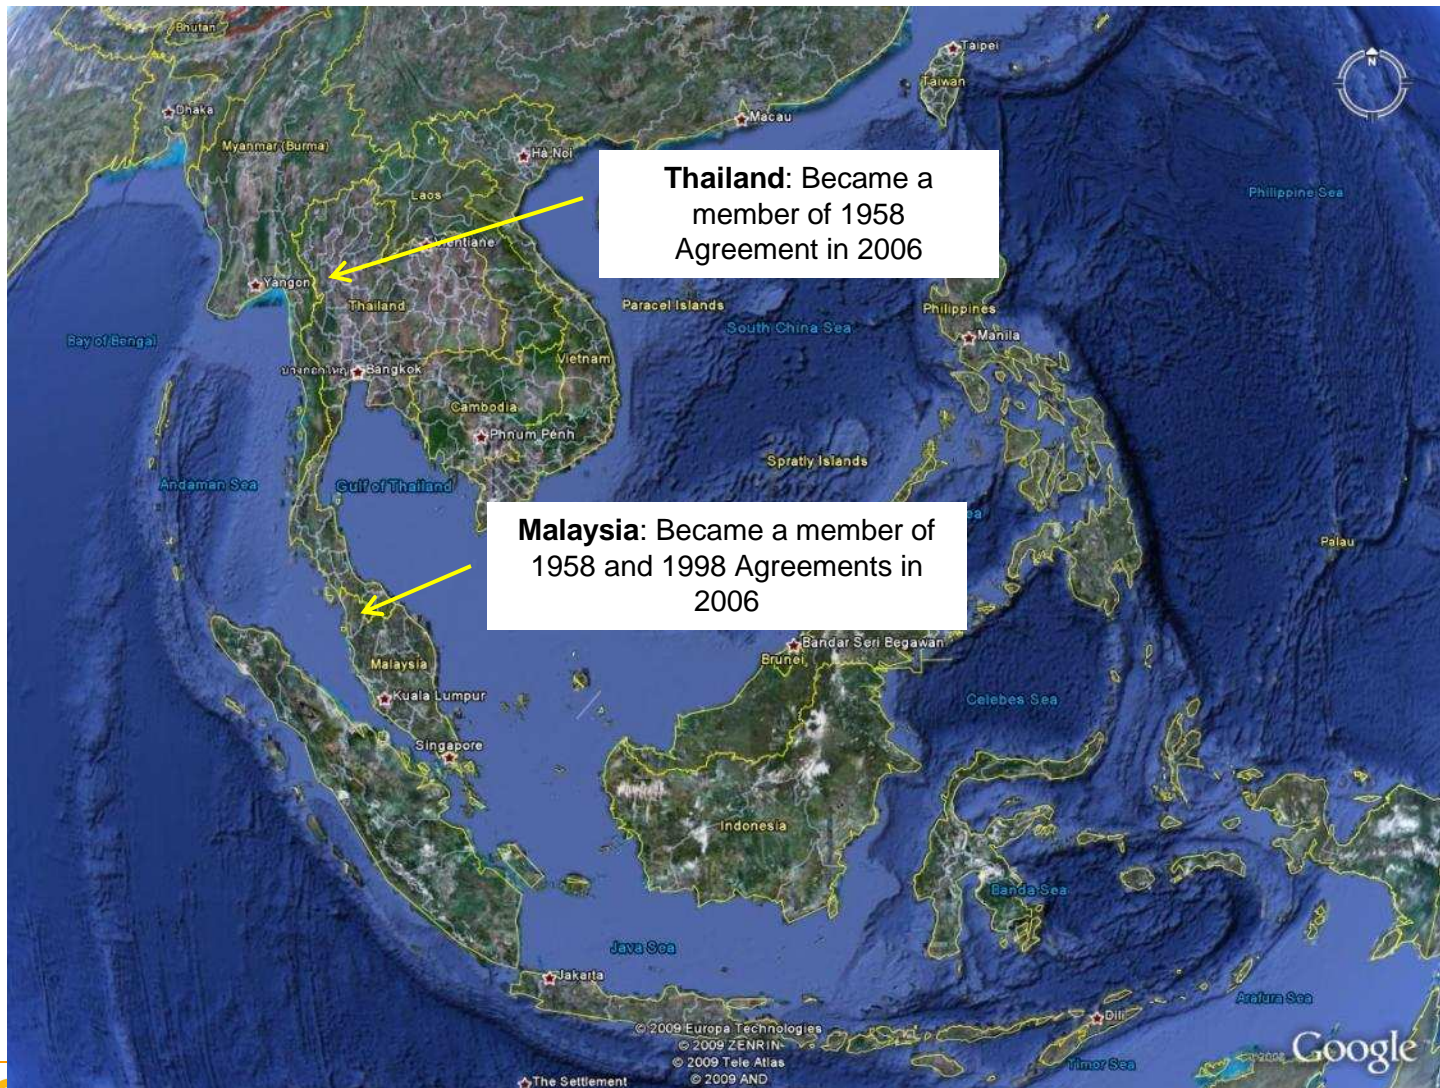 Bhutan
Taipei
Taiwan
Dhaka
Macau
Myanmar (Burma)
Hà Nội
Thailand: Became a
member of 1958
Agreement in 2006
Laos
Philippine Sea
Vientiane
Yangon
Thailand
Paracel Islands
Philippines
South China Sea
Manila
Bay of Bengal
Vietnam
Bangkok
Cambodia
Phnum Pénh
Spratly Islands
Andaman Sea
Gulf of Thailand
Malaysia: Became a member of
1958 and 1998 Agreements in
2006
Palau
Bandar Seri Begawan
Brunei
Malaysia
Kuala Lumpur
Celebes Sea
Singapore
Indonesia
Banda Sea
Java Sea
Jakarta
Arafura Sea
Dili
© 2009 Europa Technologies
© 2009 ZENRIN
© 2009 Tele Atlas
© 2009 AND
Google
Timor Sea
The Settlement
N